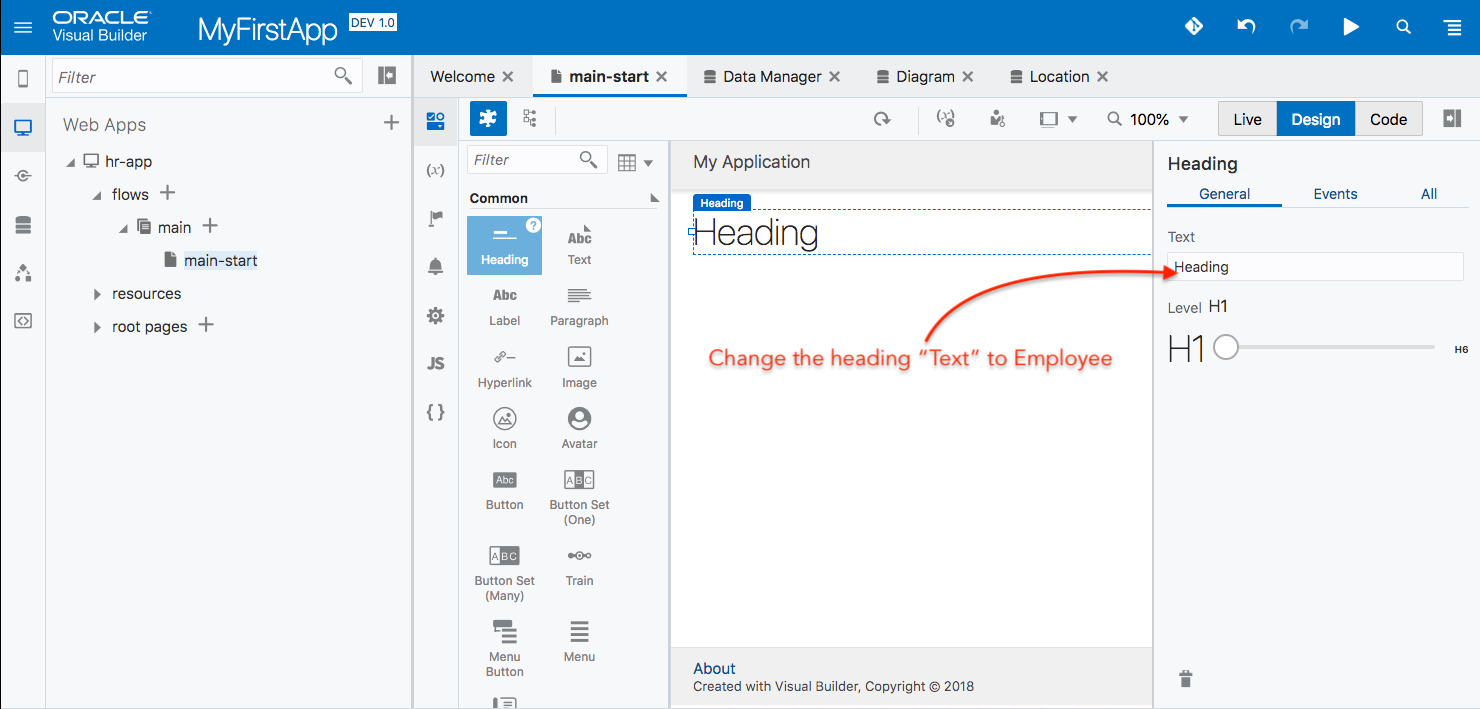 ORACLE
Visual Builder
MyFirstApp DEV 1.0
Filter
Web Apps
hr-app
flows
main
main-start
resources
root pages
Welcome
main-start
Data Manager
Diagram
Location
100%
Live
Design
Code
(x)
JS
{ }
Filter
Common
Heading
?
Abc
Text
Abc
Label
Paragraph
Hyperlink
Image
Icon
Avatar
Abc
Button
ABC
Button Set
(One)
ABC
Button Set
(Many)
Train
Menu
Button
Menu
My Application
Heading
Heading
Change the heading “Text” to Employee
About
Created with Visual Builder, Copyright © 2018
Heading
General
Events
All
Text
Heading
Level H1
H1
H6